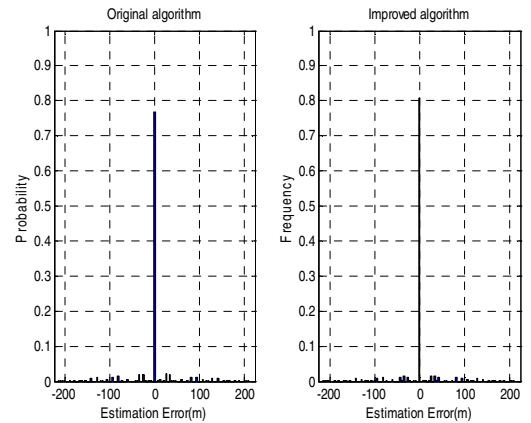 Original algorithm
1
0.9
0.8
0.7
0.6
0.5
0.4
0.3
0.2
0.1
0
Probability
-200 -100 0 100 200
Estimation Error(m)
Improved algorithm
1
0.9
0.8
0.7
0.6
0.5
0.4
0.3
0.2
0.1
0
Frequency
-200 -100 0 100 200
Estimation Error(m)